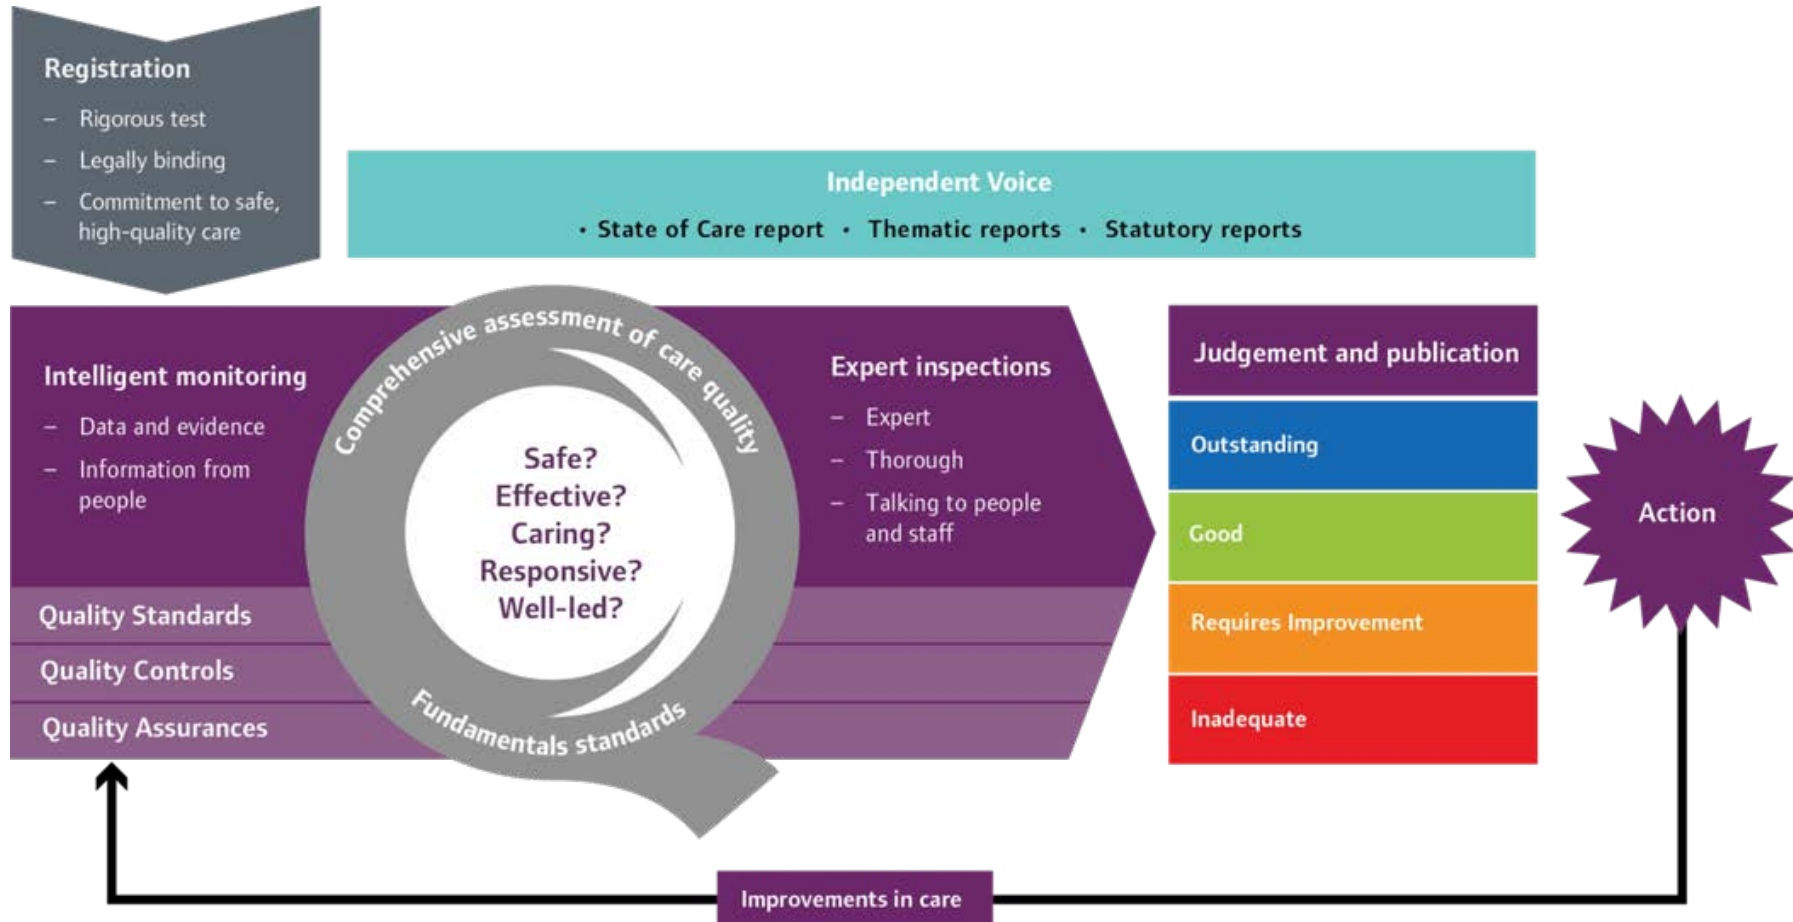 Registration
– Rigorous test
– Legally binding
– Commitment to safe,
high-quality care
Independent Voice
• State of Care report • Thematic reports • Statutory reports
Intelligent monitoring
– Data and evidence
– Information from
people
Comprehensive assessment of care quality
Safe?
Effective?
Caring?
Responsive?
Well-led?
Fundamentals standards
Expert inspections
– Expert
– Thorough
– Talking to people
and staff
Quality Standards
Quality Controls
Quality Assurances
Judgement and publication
Outstanding
Good
Requires Improvement
Inadequate
Action
Improvements in care